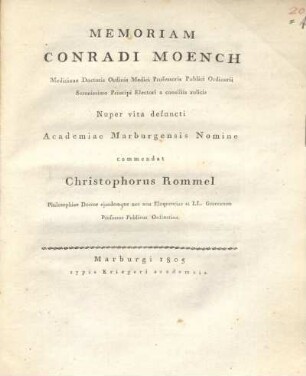 MEMORIAM
CONRADI MOENCH
Medicinae Doctoris Ordinis Medici Professoris Publici Ordinarii
Serenissimo Principi Electori a consiliis aulicis
Nuper vita defuncti
Academiae Marburgensis Nomine
commendat
Christophorus Rommel
Philosophiae Doctor ejusdemque nec non Eloquentiae et LL. Graecarum
Professor Publicus Ordinarius.
Marburgi 1805
typis Kriegeri academicis.